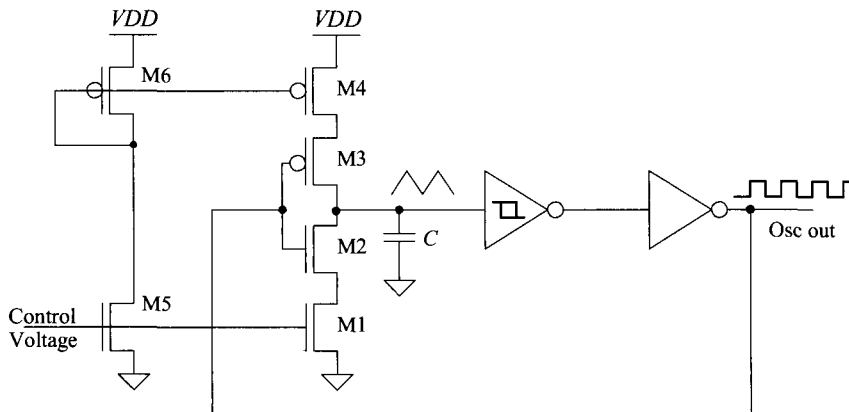 VDD
VDD
M6
M4
M3
M2
C
Osc out
M5
M1
Control
Voltage